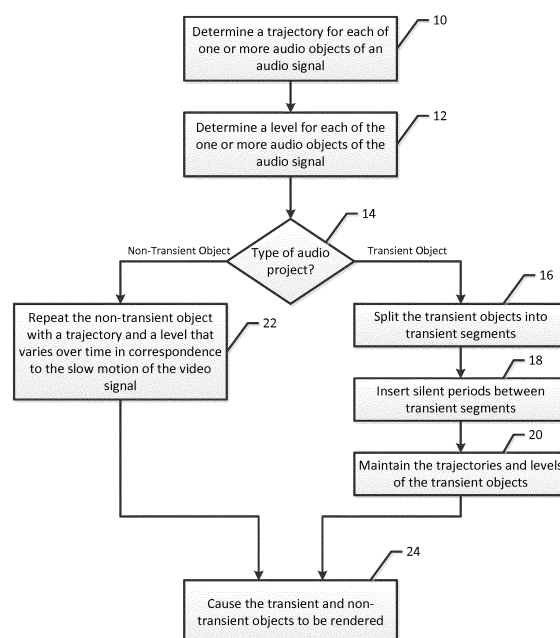 Determine a trajectory for each of
one or more audio objects of an
audio signal
10
Determine a level for each of the
one or more audio objects of the
audio signal
12
14
Type of audio
project?
Non-Transient Object
Transient Object
16
Split the transient objects into
transient segments
22
Repeat the non-transient object
with a trajectory and a level that
varies over time in correspondence
to the slow motion of the video
signal
18
Insert silent periods between
transient segments
20
Maintain the trajectories and levels
of the transient objects
24
Cause the transient and non-
transient objects to be rendered